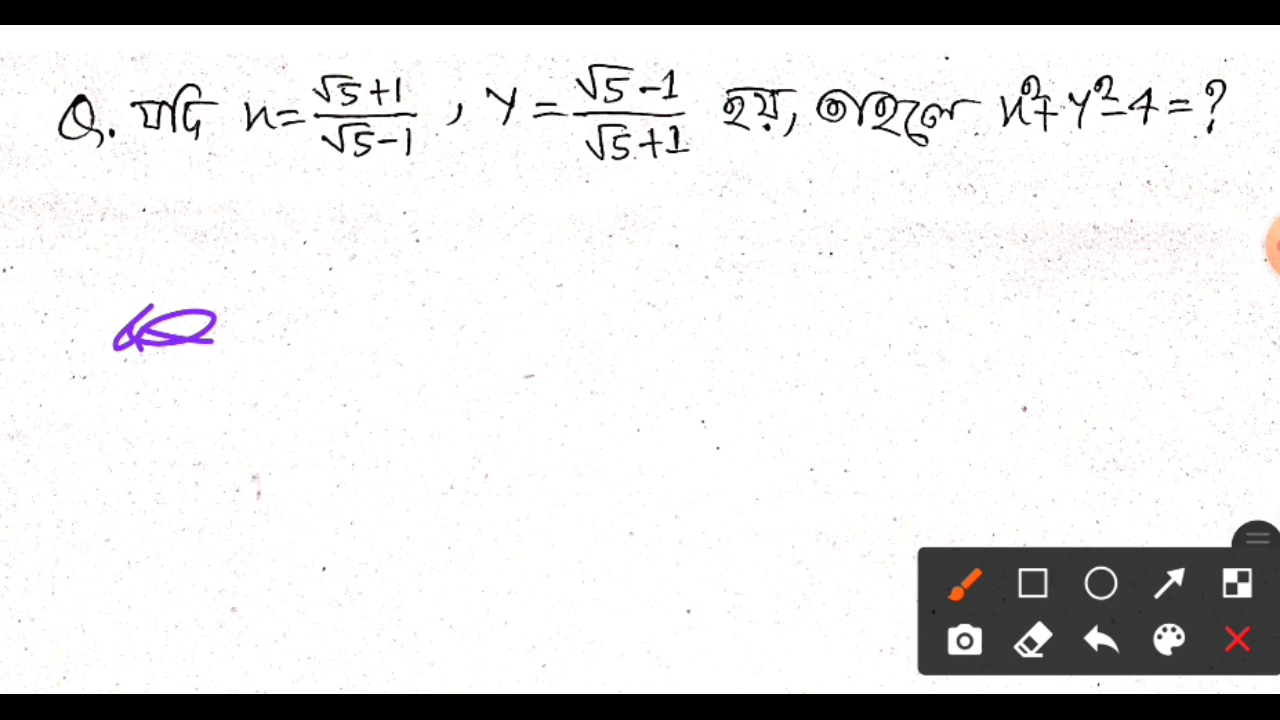 Q. যদি x = √5+1/√5-1 , y = √5-1/√5+1 হয়, তাহলে x²+y²-4 = ?